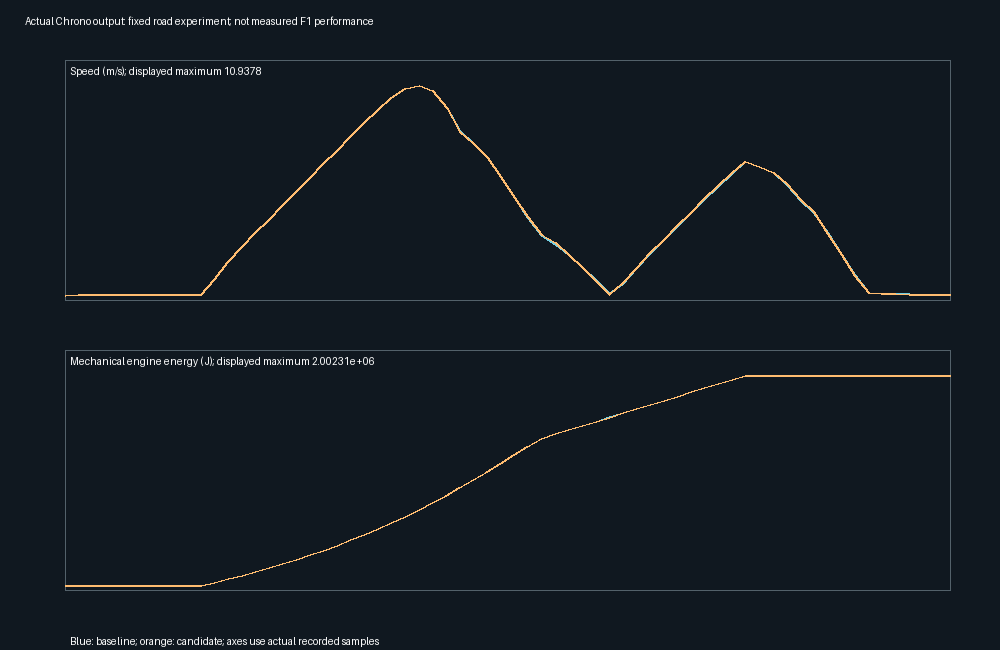 Actual Chrono output: fixed road experiment; not measured F1 performance
Speed (m/s); displayed maximum 10.9378
Mechanical engine energy (J); displayed maximum 2.00231e+06
Blue: baseline; orange: candidate; axes use actual recorded samples